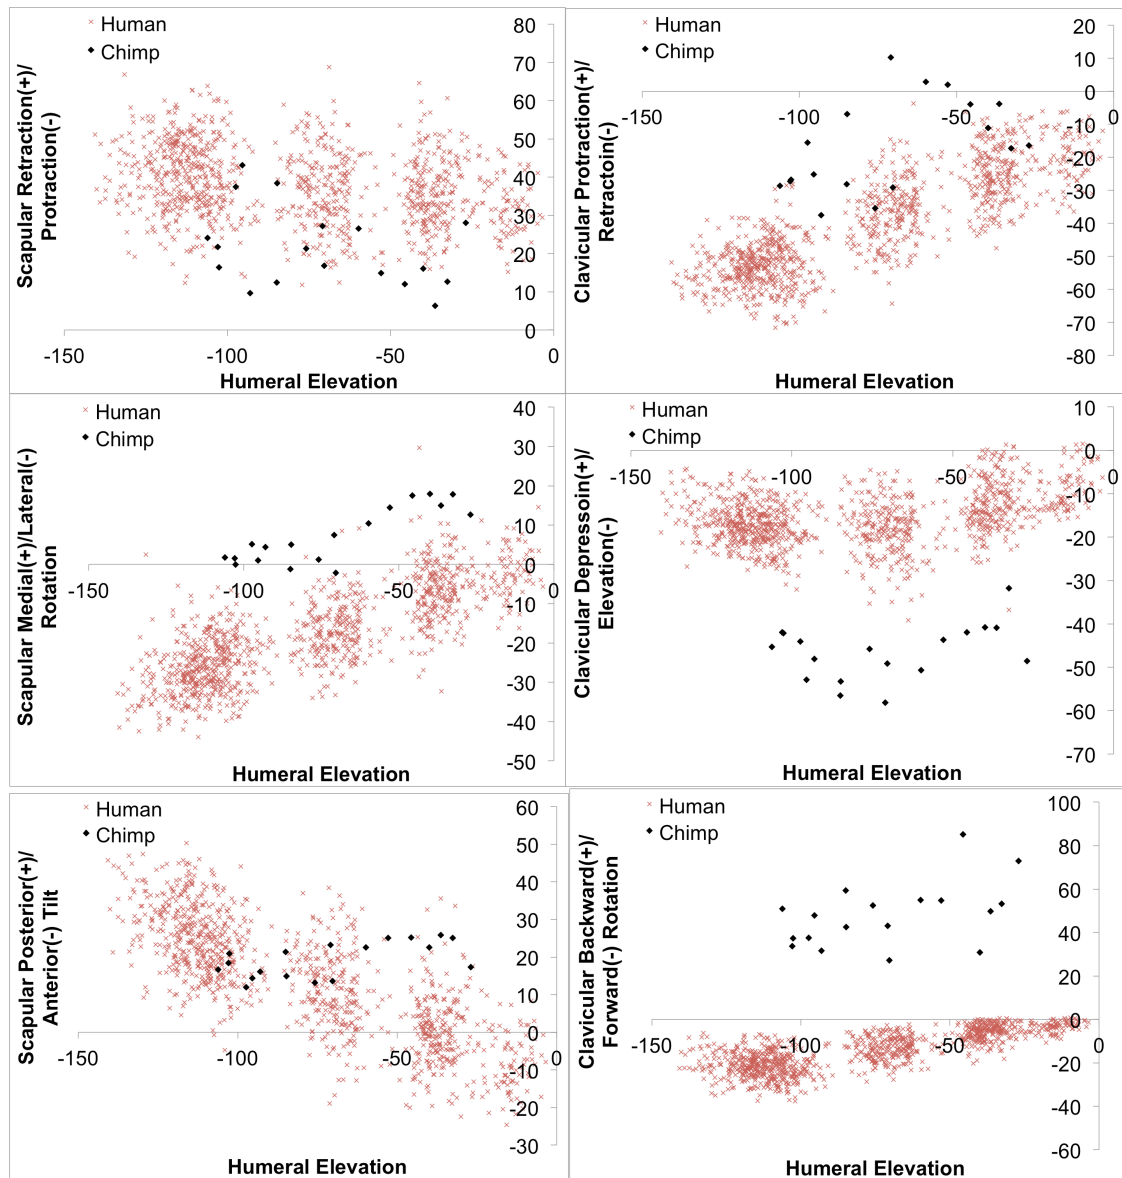 Human
Chimp
Scapular Retraction(+)/
Protraction(-)
80
70
60
50
40
30
20
10
0
-150
-100
-50
0
Humeral Elevation
Human
Chimp
Clavicular Protraction(+)/
Retractoin(-)
20
10
0
-10
-20
-30
-40
-50
-60
-70
-80
-150
-100
-50
0
Humeral Elevation
Human
Chimp
Scapular Medial(+)/Lateral(-)
Rotation
40
30
20
10
0
-10
-20
-30
-40
-50
-150
-100
-50
0
Humeral Elevation
Human
Chimp
Clavicular Depressoin(+)/
Elevation(-)
10
0
-10
-20
-30
-40
-50
-60
-70
-150
-100
-50
0
Humeral Elevation
Human
Chimp
Scapular Posterior(+)/
Anterior(-) Tilt
60
50
40
30
20
10
0
-10
-20
-30
-150
-100
-50
0
Humeral Elevation
Human
Chimp
Clavicular Backward(+)/
Forward(-) Rotation
100
80
60
40
20
0
-20
-40
-60
-150
-100
-50
0
Humeral Elevation